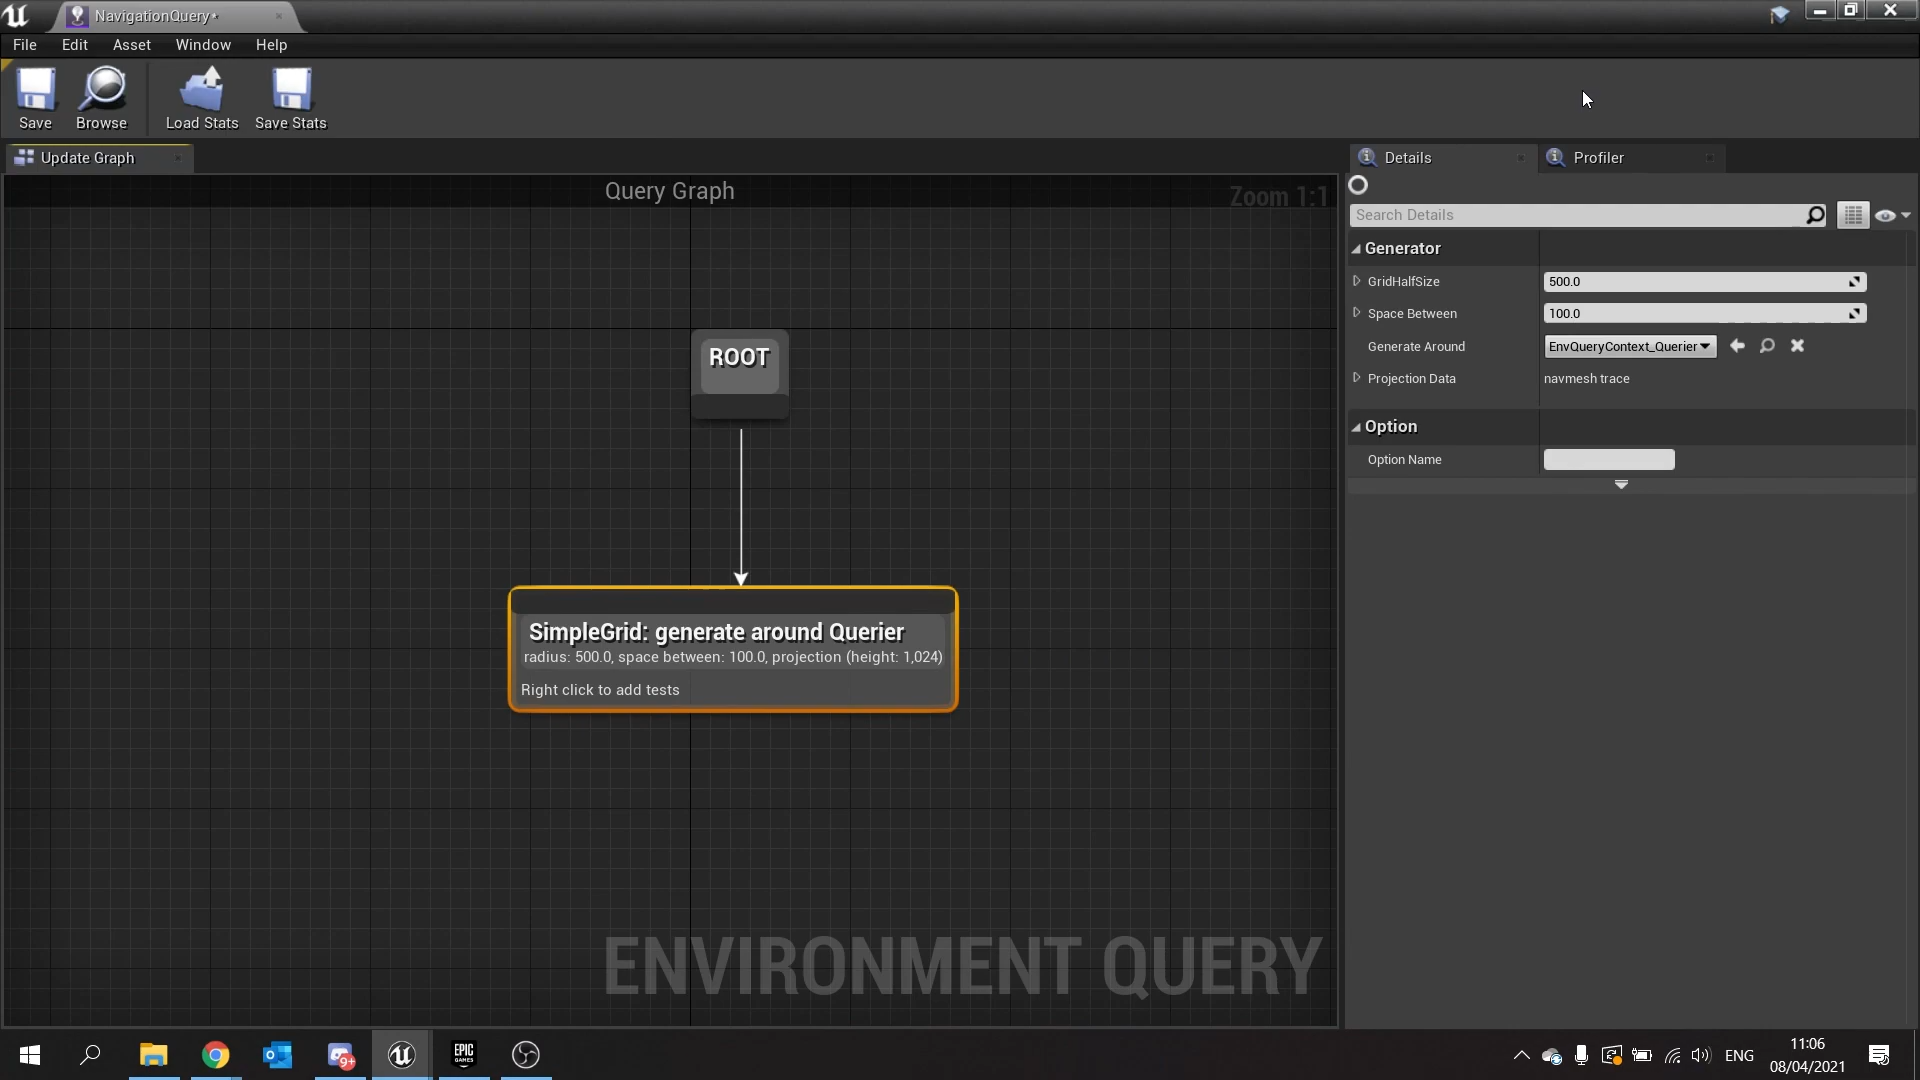 NavigationQuery*
File Edit Asset Window Help
Save Browse Load Stats Save Stats
Update Graph
Query Graph
Zoom 1:1
ROOT
SimpleGrid: generate around Querier
radius: 500.0, space between: 100.0, projection (height: 1,024)
Right click to add tests
ENVIRONMENT QUERY
Details Profiler
Search Details
Generator
GridHalfSize 500.0
Space Between 100.0
Generate Around EnvQueryContext_Querier
Projection Data navmesh trace
Option
Option Name
9+
EPIC
GAMES
ENG
11:06
08/04/2021